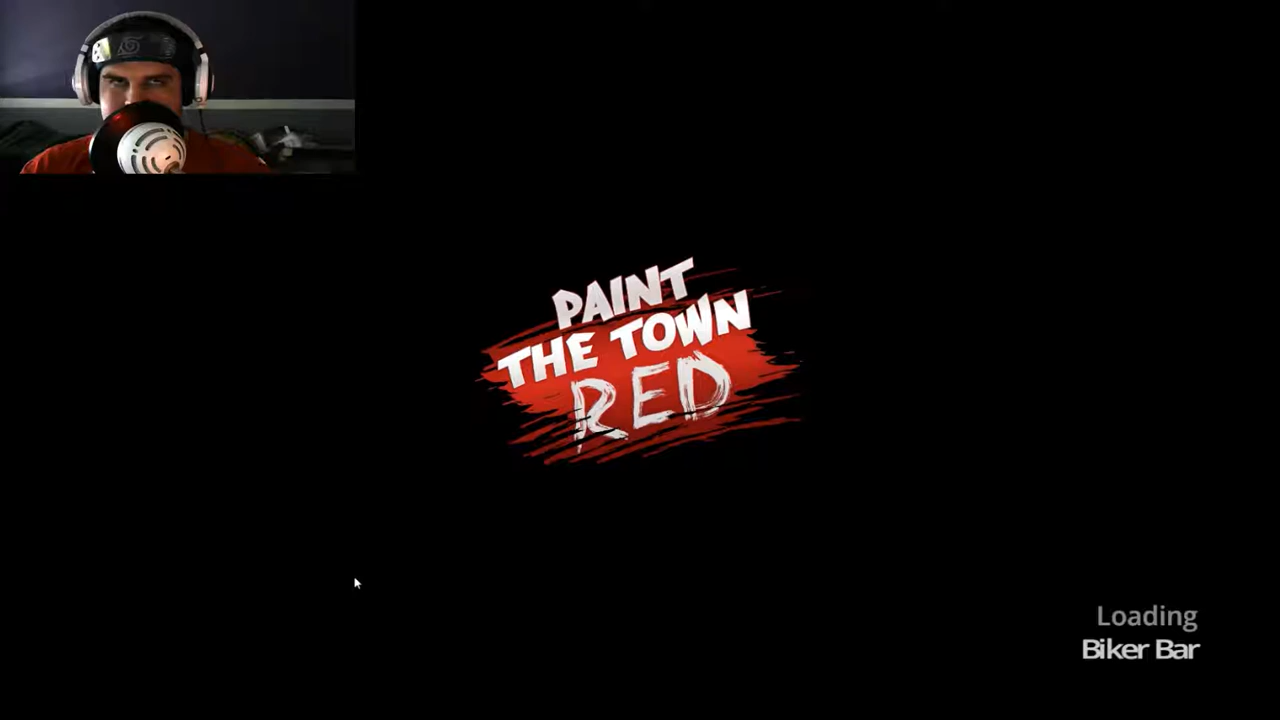 PAINT
THE TOWN
RED
Loading
Biker Bar